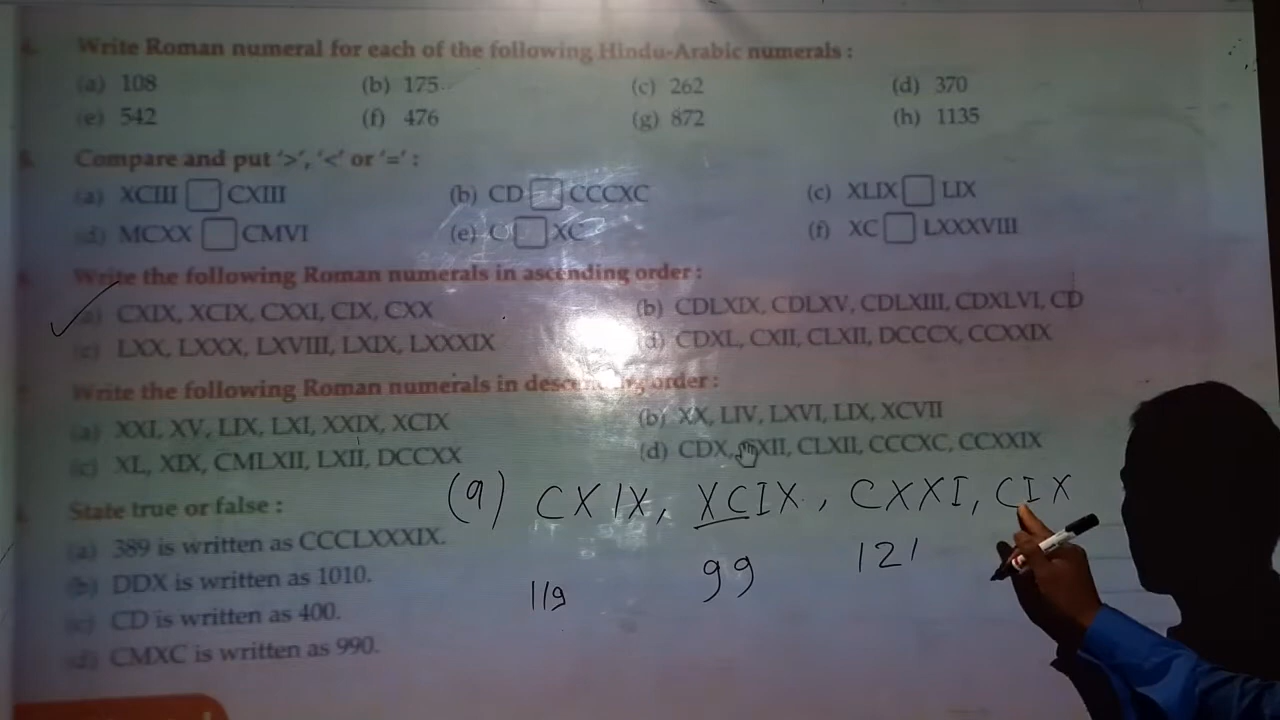 Write Roman numeral for each of the following Hindu-Arabic numerals :
(a) 108 (b) 175 (c) 262 (d) 370
(e) 542 (f) 476 (g) 872 (h) 1135
5. Compare and put '>', '<' or '=' :
(a) XCIII CXIII (b) CD CCCXC (c) XLIX LIX
(d) MCXX CMVI (e) XC (f) XC LXXXVIII
Write the following Roman numerals in ascending order :
CXIX, XCIX, CXXI, CIX, CXX (b) CDLXIX, CDLXV, CDLXIII, CDXLVI, CD
(c) LXX, LXXX, LXVIII, LXIX, LXXXIX (d) CDXL, CXII, CLXII, DCCCX, CCXXIX
Write the following Roman numerals in descending order :
(a) XXI, XV, LIX, LXI, XXIX, XCIX (b) XX, LIV, LXVI, LIX, XCVII
(c) XL, XIX, CMLXII, LXII, DCCXX (d) CDX, CLXII, CCCXC, CCXXIX
(a) CXIX, XCIX, CXXI, CIX
State true or false :
(a) 389 is written as CCCLXXXIX.
119 99 121
(b) DDX is written as 1010.
(c) CD is written as 400.
(d) CMXC is written as 990.